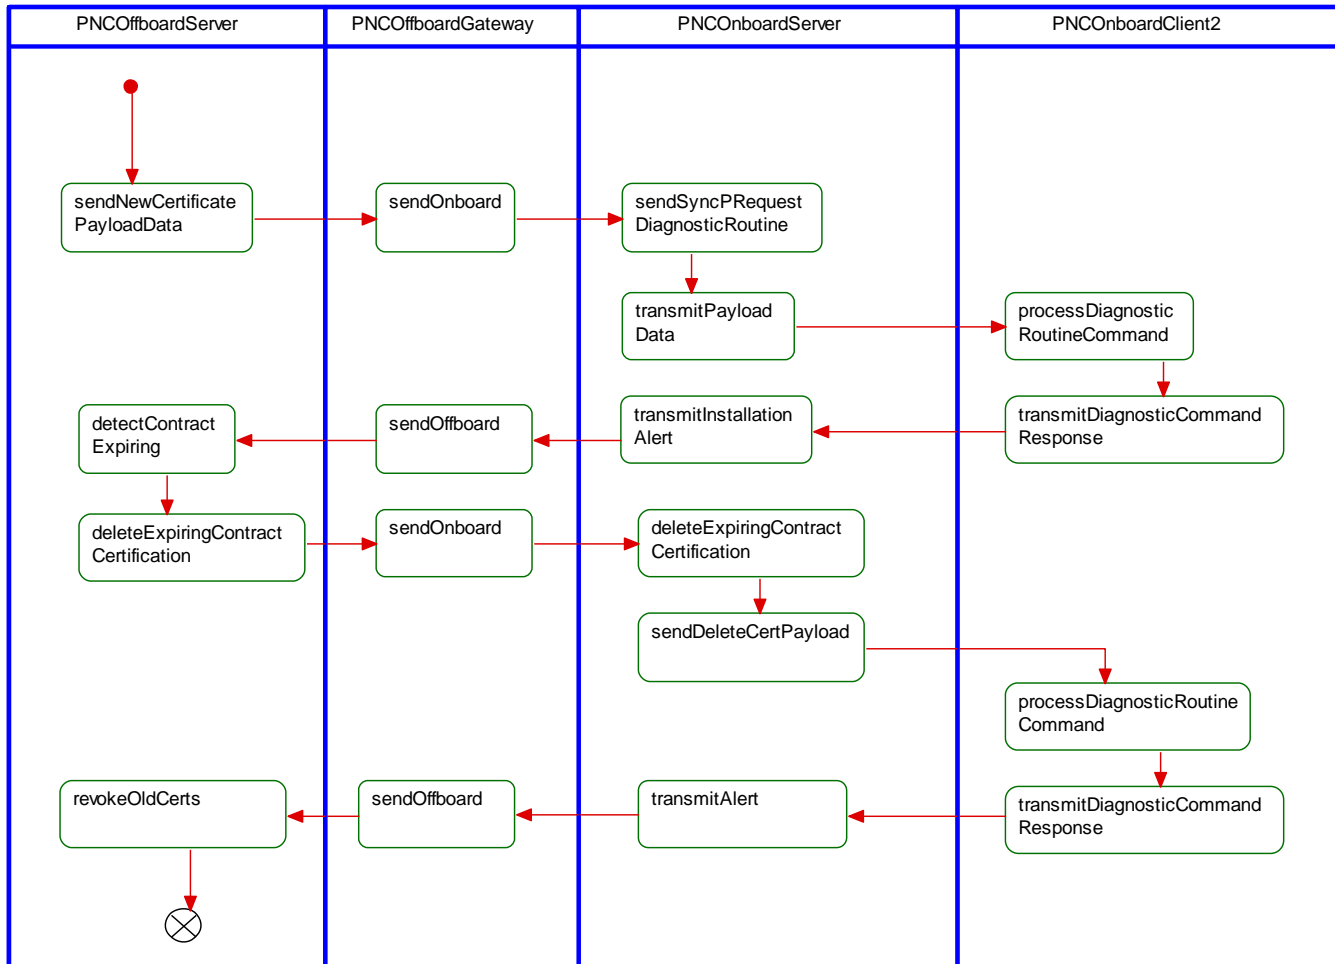 PNCOffboardServer
PNCOffboardGateway
PNCOnboardServer
PNCOnboardClient2
sendNewCertificate
PayloadData
sendOnboard
sendSyncPRequest
DiagnosticRoutine
transmitPayload
Data
processDiagnostic
RoutineCommand
detectContract
Expiring
sendOffboard
transmitInstallation
Alert
transmitDiagnosticCommand
Response
deleteExpiringContract
Certification
sendOnboard
deleteExpiringContract
Certification
sendDeleteCertPayload
processDiagnosticRoutine
Command
revokeOldCerts
sendOffboard
transmitAlert
transmitDiagnosticCommand
Response